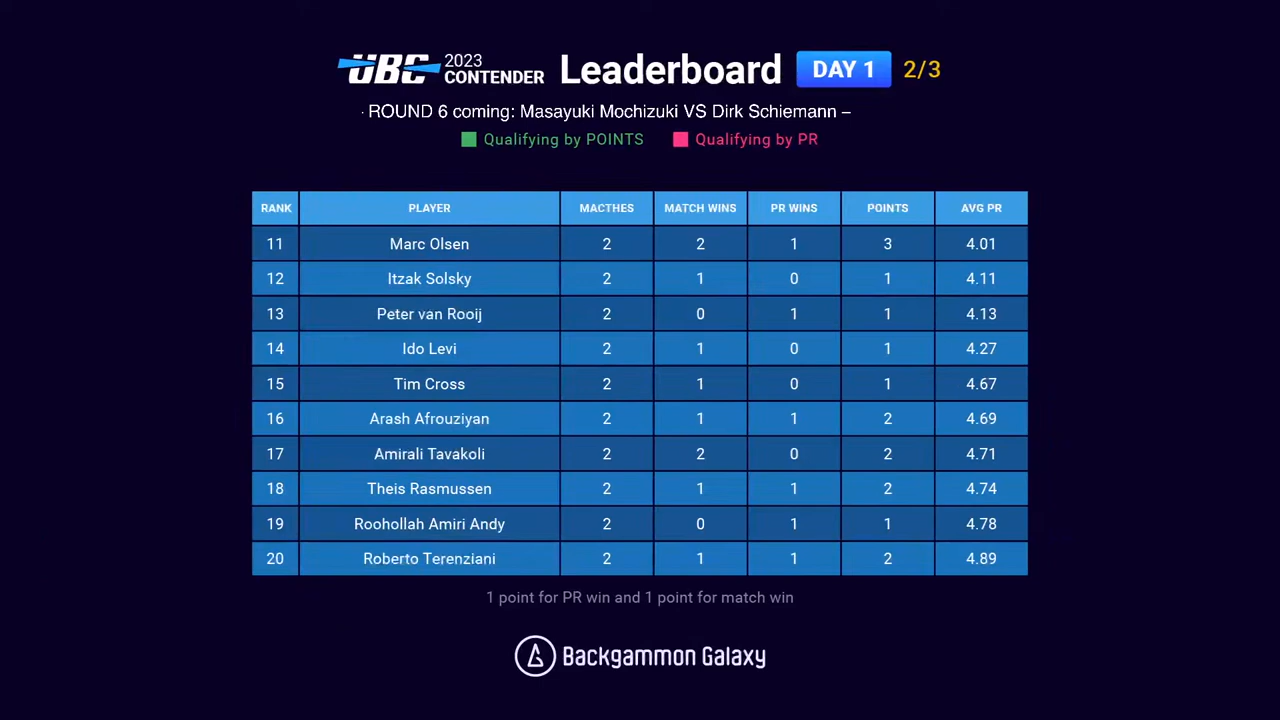 UBC 2023 CONTENDER Leaderboard DAY 1 2/3
· ROUND 6 coming: Masayuki Mochizuki VS Dirk Schiemann –
Qualifying by POINTS Qualifying by PR
RANK PLAYER MACTHES MATCH WINS PR WINS POINTS AVG PR
11 Marc Olsen 2 2 1 3 4.01
12 Itzak Solsky 2 1 0 1 4.11
13 Peter van Rooij 2 0 1 1 4.13
14 Ido Levi 2 1 0 1 4.27
15 Tim Cross 2 1 0 1 4.67
16 Arash Afrouziyan 2 1 1 2 4.69
17 Amirali Tavakoli 2 2 0 2 4.71
18 Theis Rasmussen 2 1 1 2 4.74
19 Roohollah Amiri Andy 2 0 1 1 4.78
20 Roberto Terenziani 2 1 1 2 4.89
1 point for PR win and 1 point for match win
Backgammon Galaxy